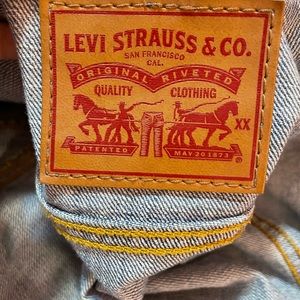 LEVI STRAUSS & CO.
SAN FRANCISCO
CAL.
ORIGINAL RIVETED
QUALITY CLOTHING
XX
PATENTED MAY 20 1873
®